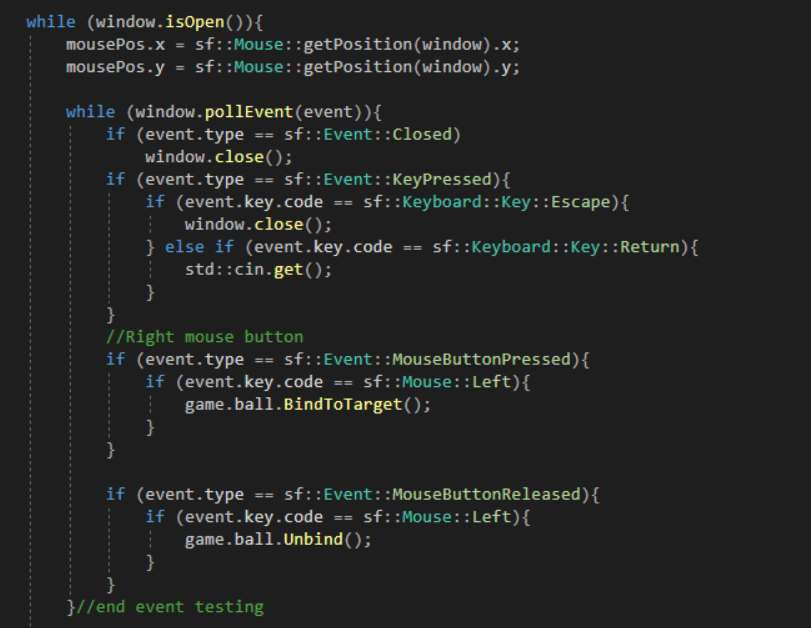 while (window.isOpen()){
mousePos.x = sf::Mouse::getPosition(window).x;
mousePos.y = sf::Mouse::getPosition(window).y;
while (window.pollEvent(event)){
if (event.type == sf::Event::Closed)
window.close();
if (event.type == sf::Event::KeyPressed){
if (event.key.code == sf::Keyboard::Key::Escape){
window.close();
} else if (event.key.code == sf::Keyboard::Key::Return){
std::cin.get();
}
}
//Right mouse button
if (event.type == sf::Event::MouseButtonPressed){
if (event.key.code == sf::Mouse::Left){
game.ball.BindToTarget();
}
}
if (event.type == sf::Event::MouseButtonReleased){
if (event.key.code == sf::Mouse::Left){
game.ball.Unbind();
}
}
}//end event testing